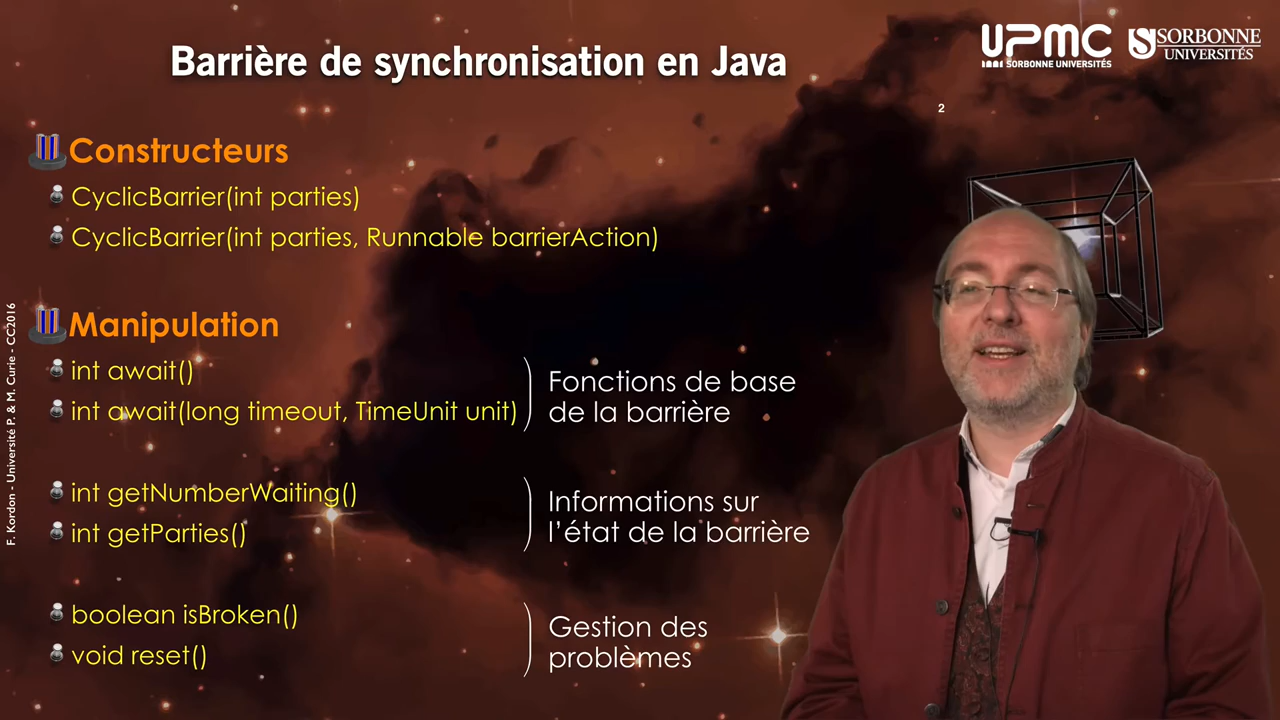 Barrière de synchronisation en Java
UPMC
SORBONNE UNIVERSITÉS
SORBONNE
UNIVERSITÉS
2
Constructeurs
CyclicBarrier(int parties)
CyclicBarrier(int parties, Runnable barrierAction)
Manipulation
int await()
int await(long timeout, TimeUnit unit)
Fonctions de base
de la barrière
int getNumberWaiting()
int getParties()
Informations sur
l'état de la barrière
boolean isBroken()
void reset()
Gestion des
problèmes
F. Kordon - Université P. & M. Curie - CC2016